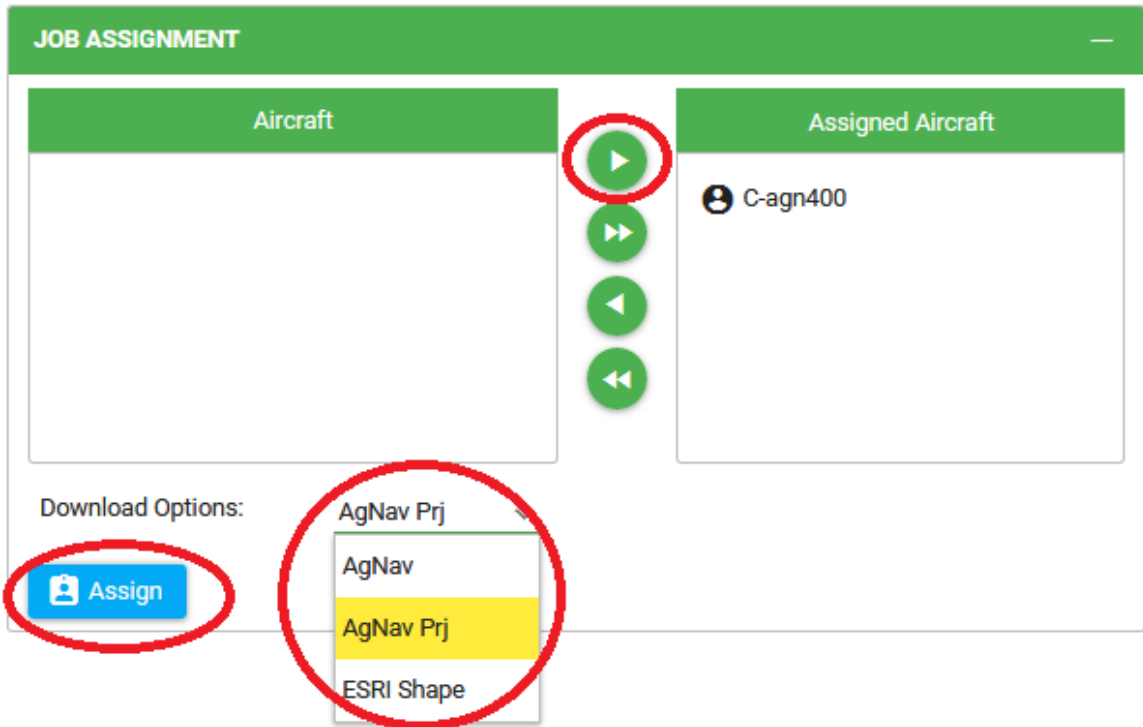 JOB ASSIGNMENT
Aircraft
Assigned Aircraft
C-agn400
Download Options:
AgNav Prj
AgNav
Assign
AgNav Prj
ESRI Shape